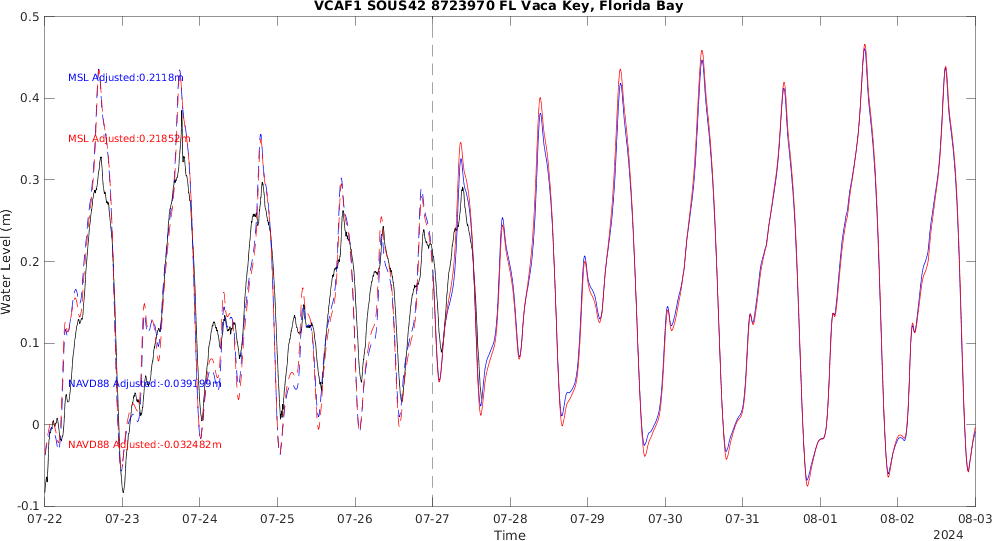 VCAF1 SOUS42 8723970 FL Vaca Key, Florida Bay
0.5
0.4
0.3
0.2
0.1
0
-0.1
Water Level (m)
MSL Adjusted:0.2118m
MSL Adjusted:0.21852m
NAVD88 Adjusted:-0.039199m
NAVD88 Adjusted:-0.032482m
07-22 07-23 07-24 07-25 07-26 07-27 07-28 07-29 07-30 07-31 08-01 08-02 08-03
Time
2024